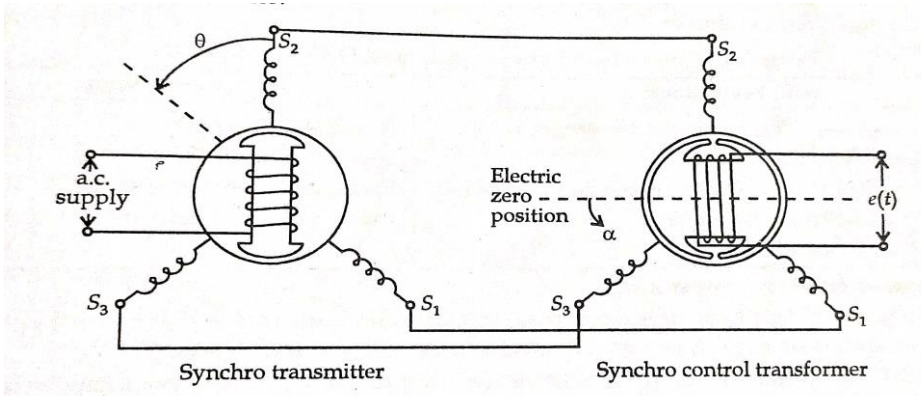 θ
S2
S2
a.c.
supply
Electric
zero
position
α
e(t)
S3
S1
S3
S1
Synchro transmitter
Synchro control transformer